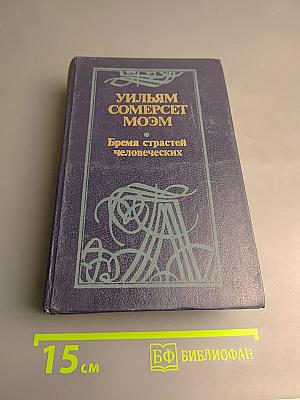 УИЛЬЯМ
СОМЕРСЕТ
МОЭМ
Бремя страстей
человеческих
15 см
БФ БИБЛИОФАН